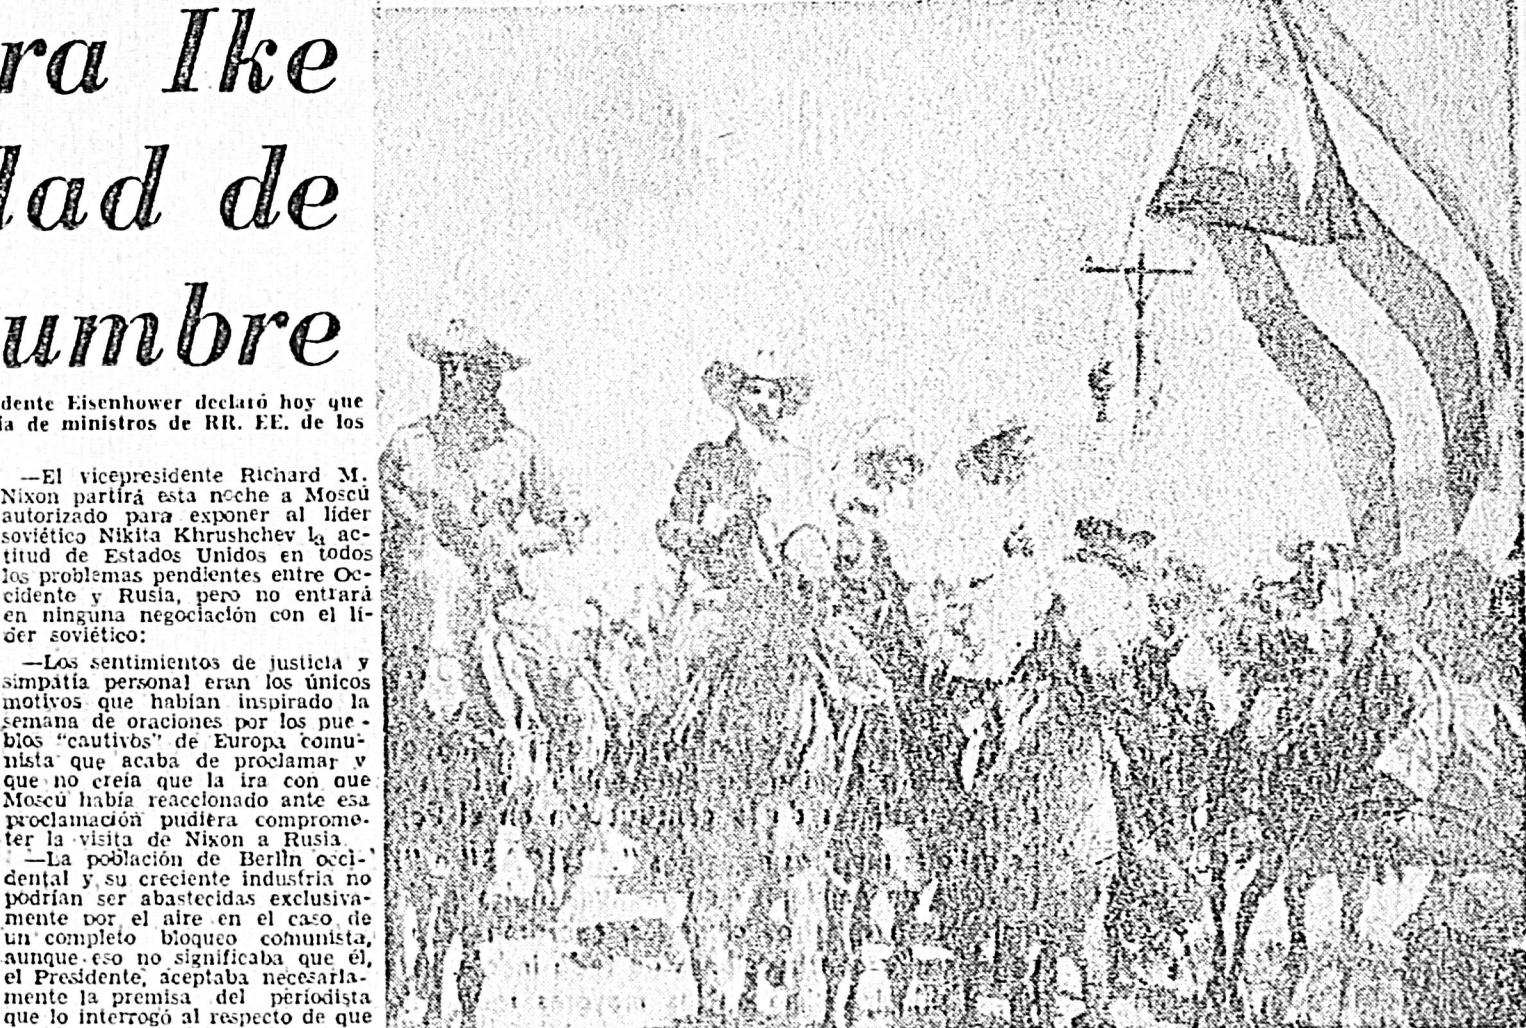 ra Ike
lad de
umbre
dente Eisenhower declaró hoy que
ia de ministros de RR. EE. de los
—El vicepresidente Richard M.
Nixon partirá esta noche a Moscú
autorizado para exponer al líder
soviético Nikita Khrushchev la ac-
titud de Estados Unidos en todos
los problemas pendientes entre Oc-
cidente y Rusia, pero no entrará
en ninguna negociación con el lí-
der soviético:
—Los sentimientos de justicia y
simpatía personal eran los únicos
motivos que habían inspirado la
semana de oraciones por los pue-
blos "cautivos" de Europa comu-
nista que acaba de proclamar y
que no creía que la ira con que
Moscú había reaccionado ante esa
proclamación pudiera comprome-
ter la visita de Nixon a Rusia.
—La población de Berlín occi-
dental y su creciente industria no
podrían ser abastecidas exclusiva-
mente por el aire en el caso de
un completo bloqueo comunista,
aunque eso no significaba que él,
el Presidente, aceptaba necesaria-
mente la premisa del periodista
que lo interrogó al respecto de que